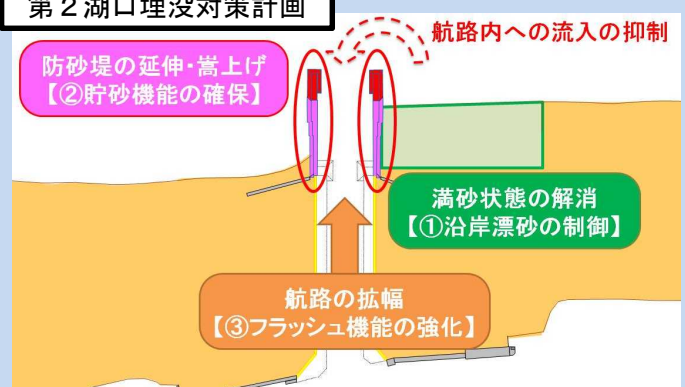 第2湖口埋没対策計画
航路内への流入の抑制
防砂堤の延伸・嵩上げ
【②貯砂機能の確保】
満砂状態の解消
【①沿岸漂砂の制御】
航路の拡幅
【③フラッシュ機能の強化】